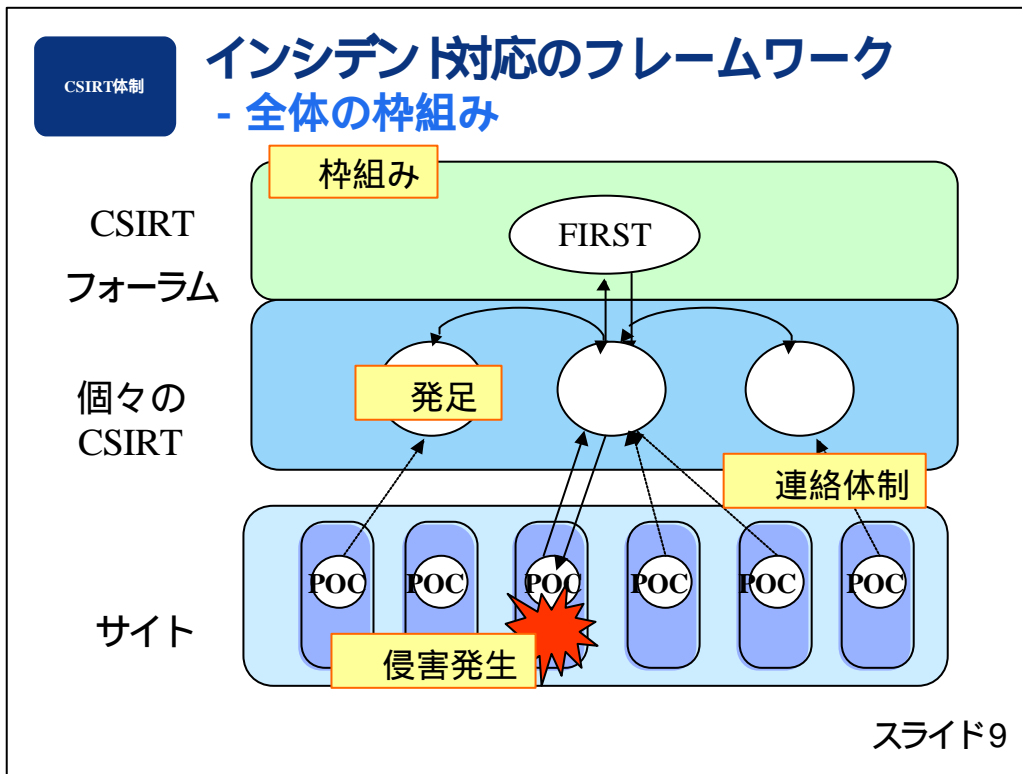 CSIRT体制
インシデント対応のフレームワーク
- 全体の枠組み
枠組み
CSIRT
フォーラム
FIRST
個々の
CSIRT
発足
連絡体制
サイト
POC
POC
POC
POC
POC
POC
侵害発生
スライド9